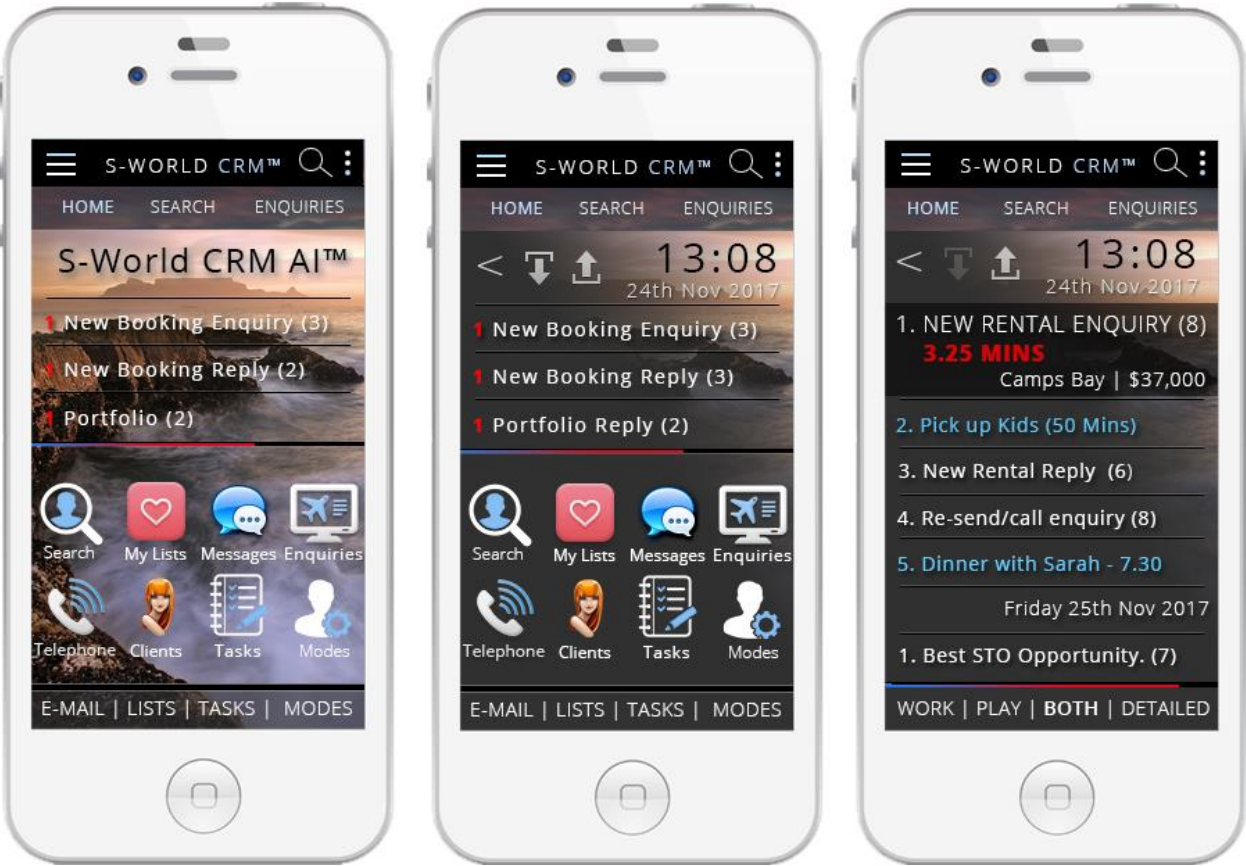 S-WORLD CRM™
HOME SEARCH ENQUIRIES
S-World CRM AI™
1 New Booking Enquiry (3)
1 New Booking Reply (2)
1 Portfolio (2)
Search My Lists Messages Enquiries
Telephone Clients Tasks Modes
E-MAIL | LISTS | TASKS | MODES
S-WORLD CRM™
HOME SEARCH ENQUIRIES
< 13:08
24th Nov 2017
1 New Booking Enquiry (3)
1 New Booking Reply (3)
1 Portfolio Reply (2)
Search My Lists Messages Enquiries
Telephone Clients Tasks Modes
E-MAIL | LISTS | TASKS | MODES
S-WORLD CRM™
HOME SEARCH ENQUIRIES
< 13:08
24th Nov 2017
1. NEW RENTAL ENQUIRY (8)
3.25 MINS
Camps Bay | $37,000
2. Pick up Kids (50 Mins)
3. New Rental Reply (6)
4. Re-send/call enquiry (8)
5. Dinner with Sarah - 7.30
Friday 25th Nov 2017
1. Best STO Opportunity. (7)
WORK | PLAY | BOTH | DETAILED